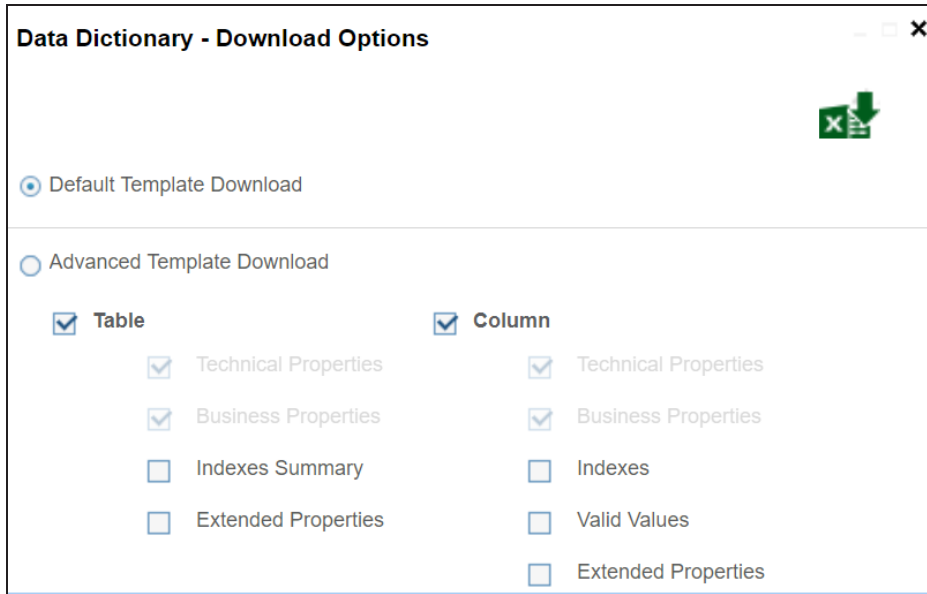 Data Dictionary - Download Options
Default Template Download
Advanced Template Download
Table
Column
Technical Properties
Technical Properties
Business Properties
Business Properties
Indexes Summary
Indexes
Extended Properties
Valid Values
Extended Properties